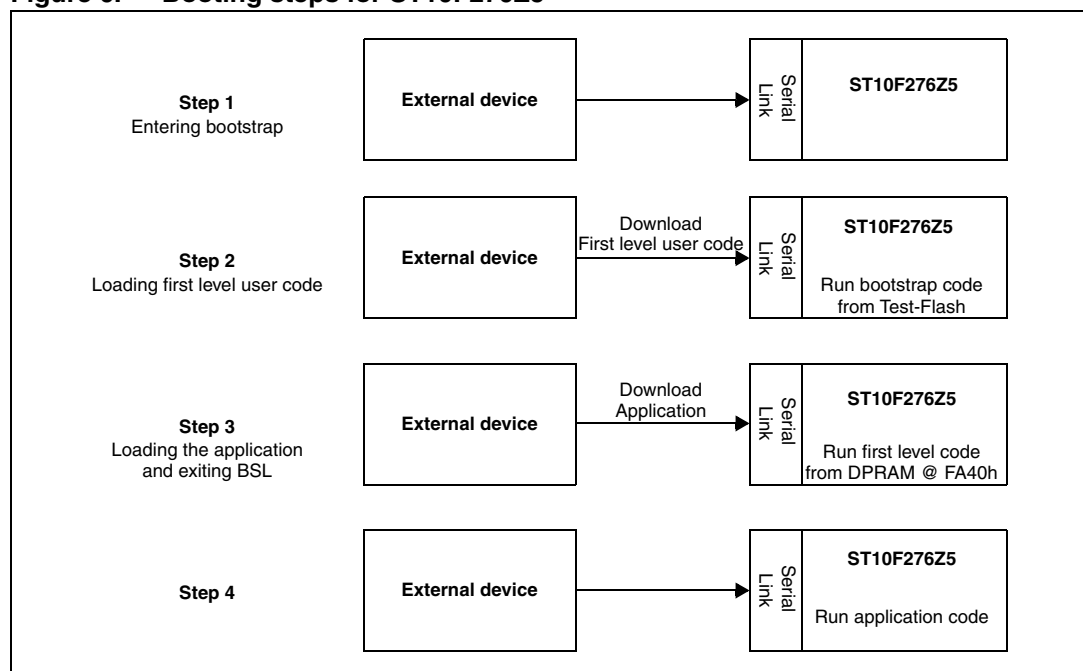 Figure 6. Booting steps for ST10F276Z5
Step 1
Entering bootstrap
External device
Serial
Link
ST10F276Z5
Step 2
Loading first level user code
External device
Download
First level user code
Serial
Link
ST10F276Z5
Run bootstrap code
from Test-Flash
Step 3
Loading the application
and exiting BSL
External device
Download
Application
Serial
Link
ST10F276Z5
Run first level code
from DPRAM @ FA40h
Step 4
External device
Serial
Link
ST10F276Z5
Run application code